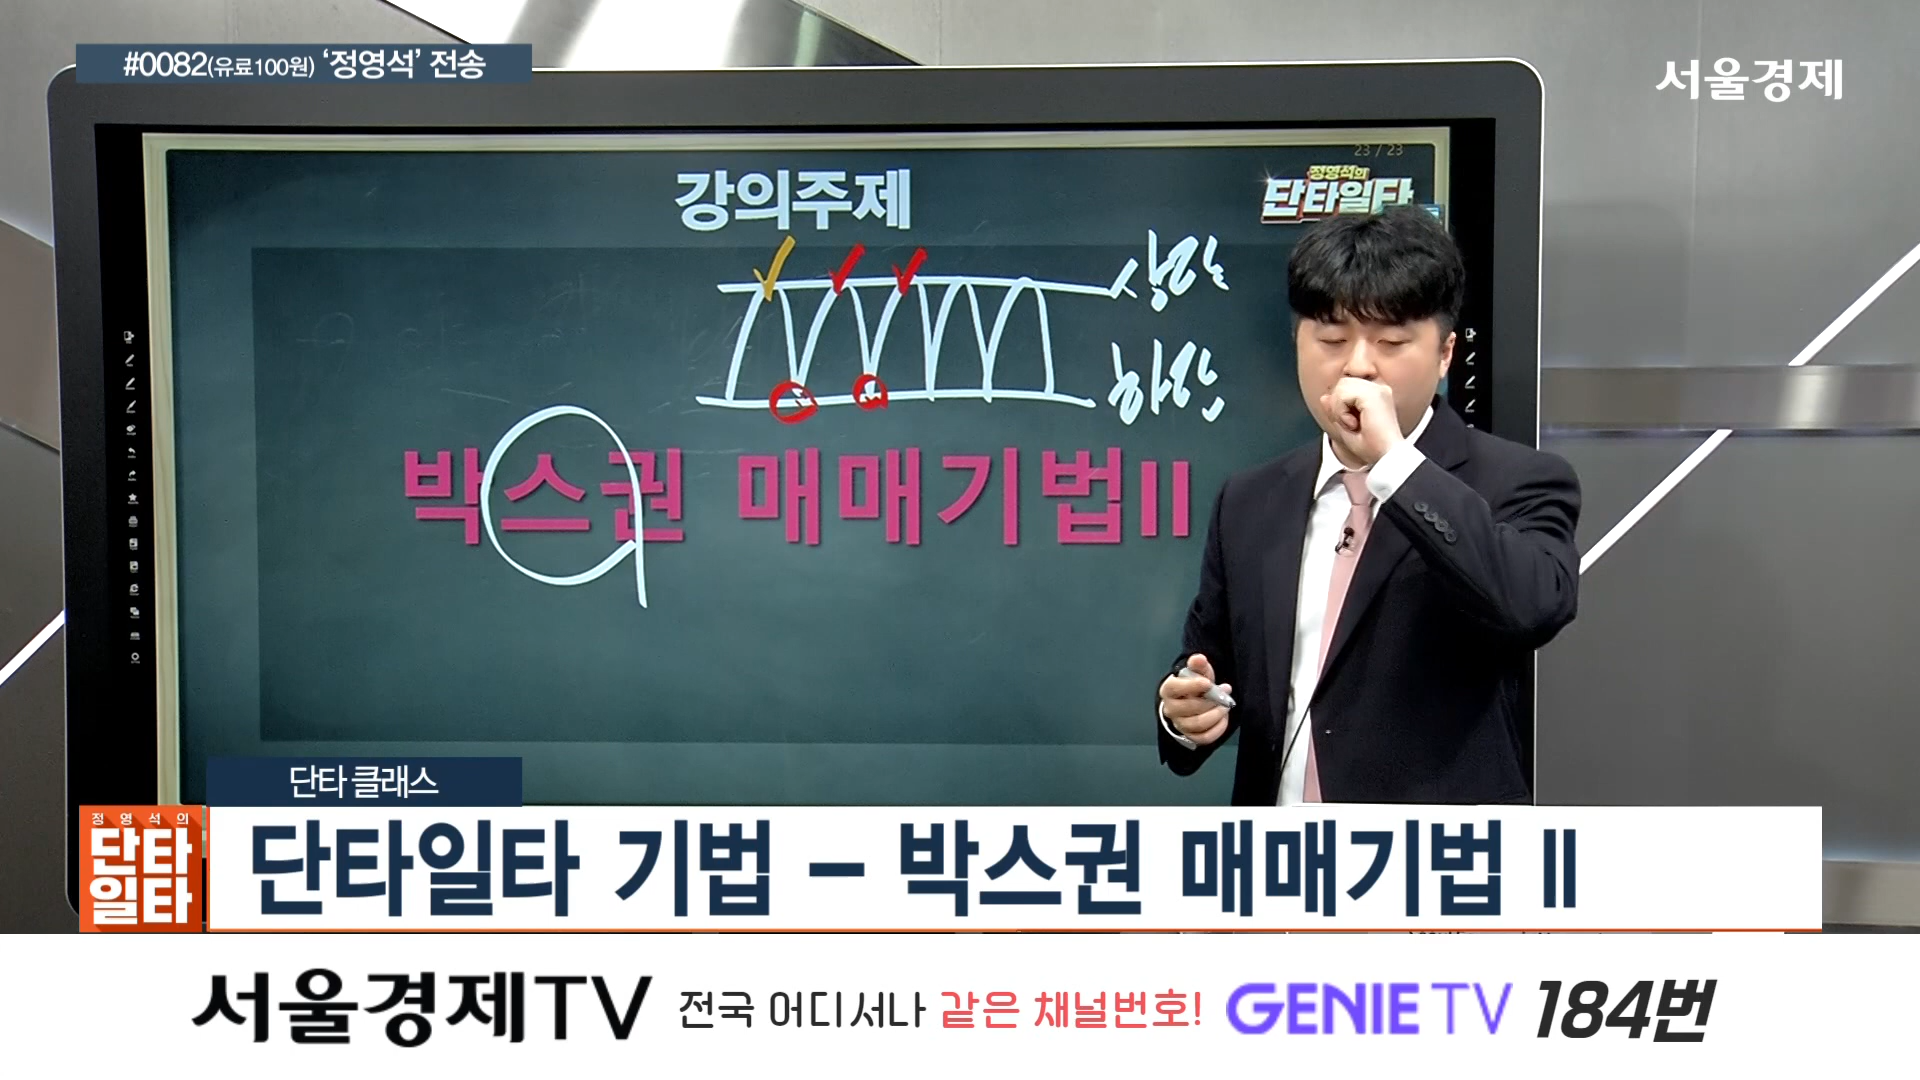 #0082(유료100원) '정영석' 전송
서울경제
23 / 23
강의주제
정영석의
단타일타
상단
하단
박스권 매매기법II
단타 클래스
정영석의
단타
일타
단타일타 기법 - 박스권 매매기법 II
서울경제TV 전국 어디서나 같은 채널번호! GENIE TV 184번